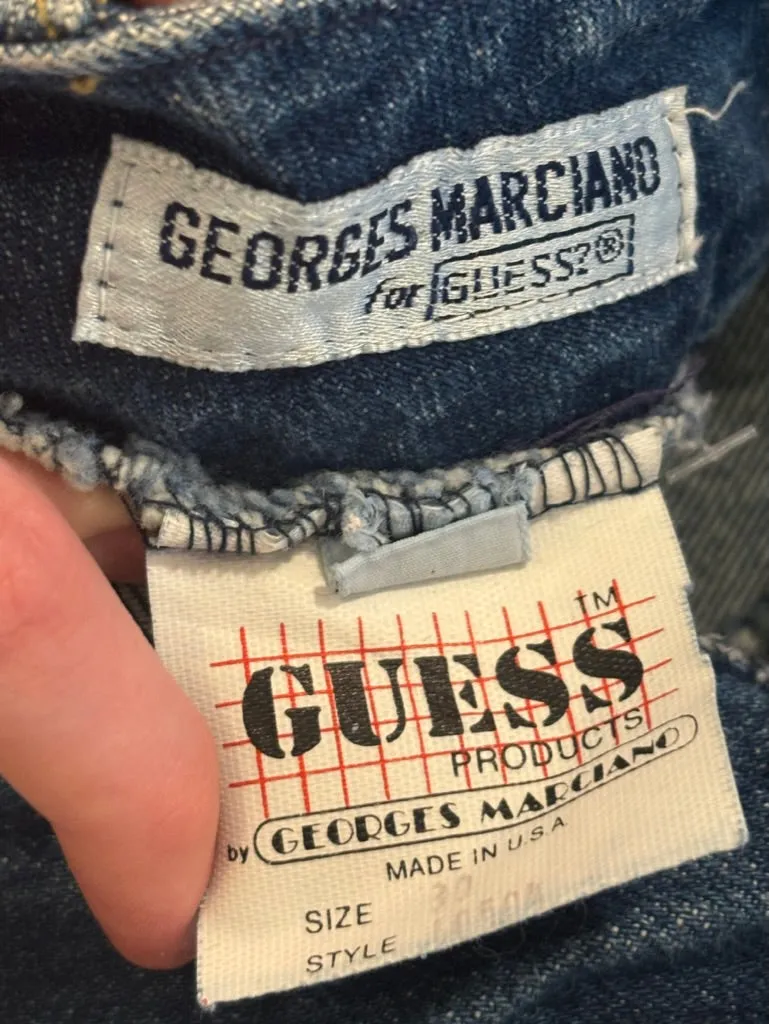 GEORGES MARCIANO
for GUESS?®
GUESS™
PRODUCTS
by GEORGES MARCIANO
MADE IN U.S.A
SIZE
STYLE